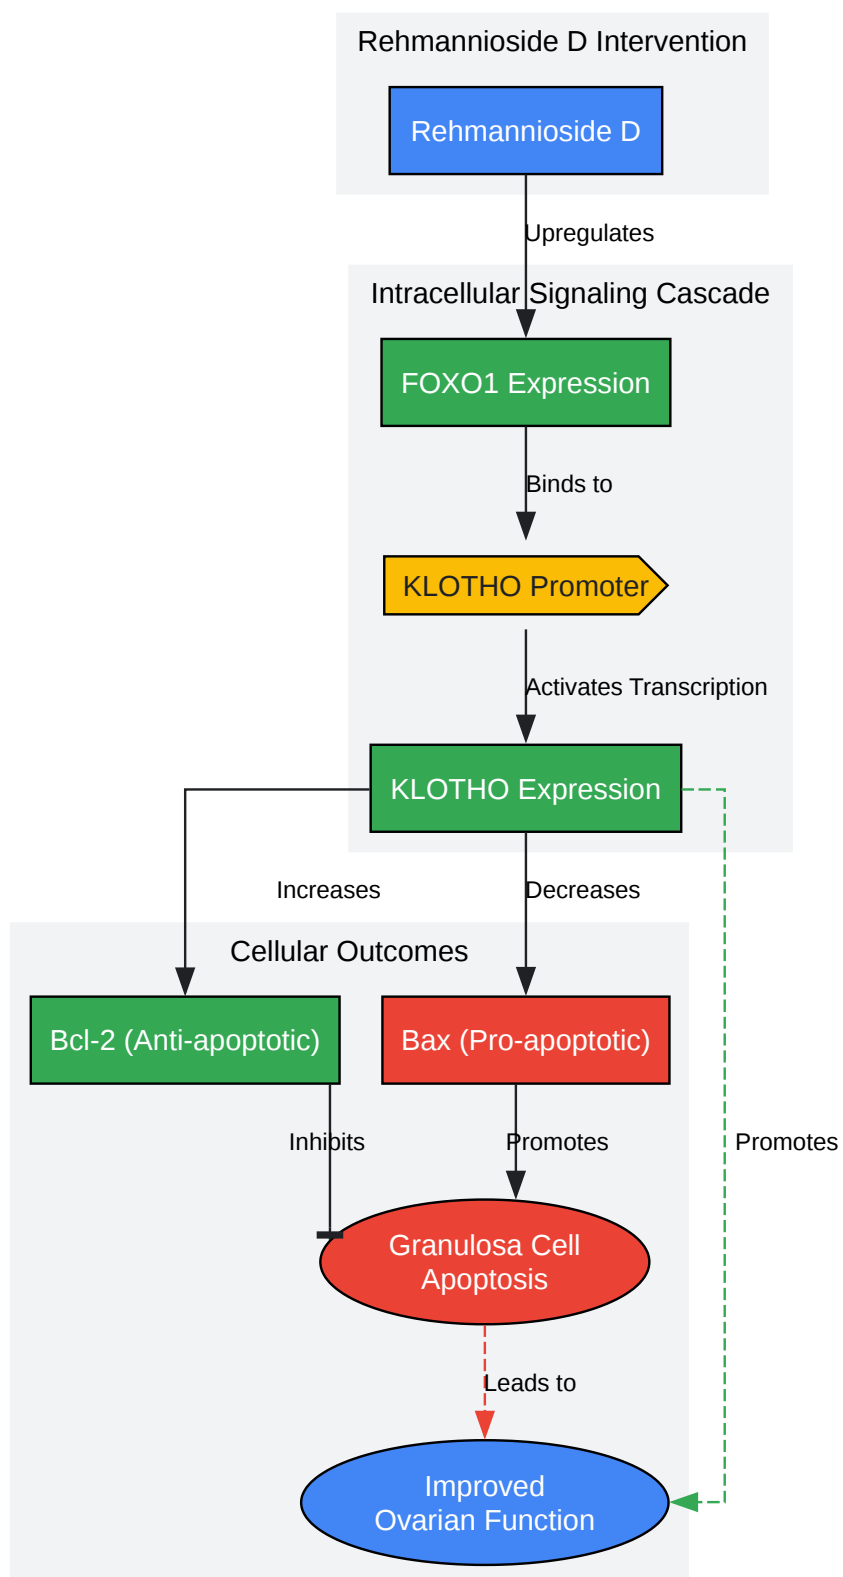 Rehmannioside D Intervention
Rehmannioside D
Upregulates
Intracellular Signaling Cascade
FOXO1 Expression
Binds to
KLOTHO Promoter
Activates Transcription
KLOTHO Expression
Increases
Decreases
Cellular Outcomes
Bcl-2 (Anti-apoptotic)
Bax (Pro-apoptotic)
Inhibits
Promotes
Promotes
Granulosa Cell
Apoptosis
Leads to
Improved
Ovarian Function